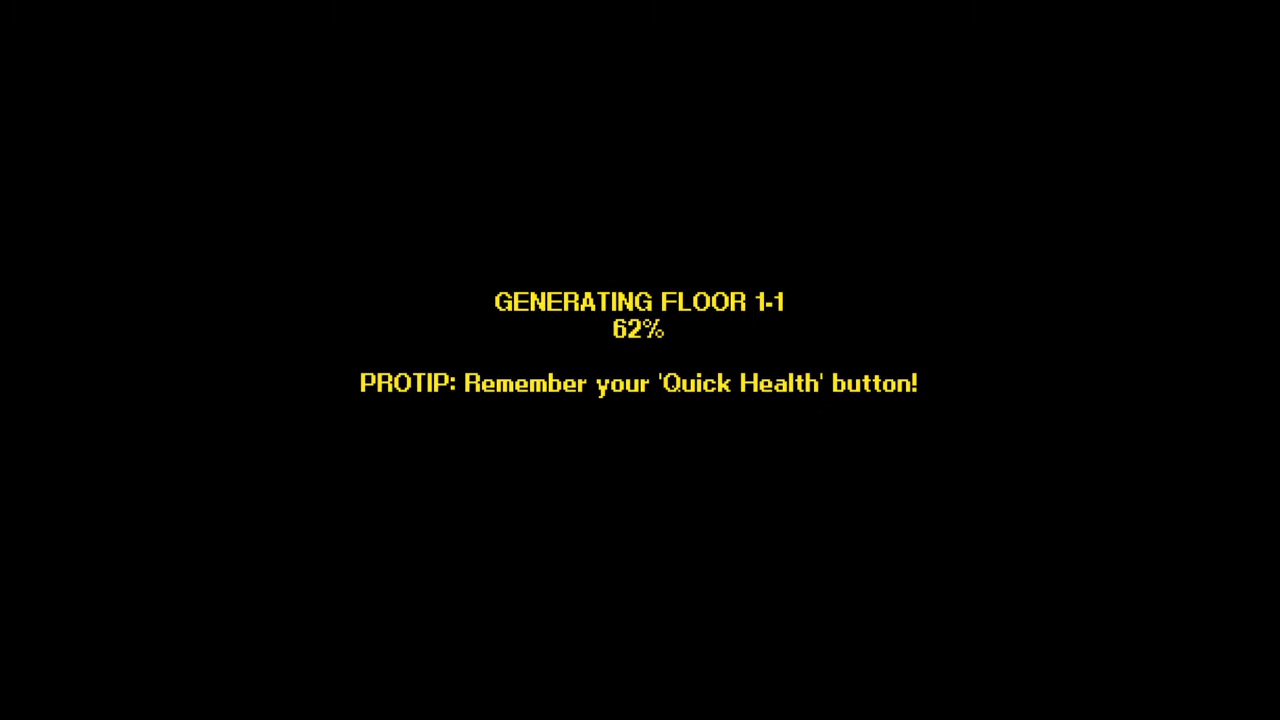 GENERATING FLOOR 1-1
62%
PROTIP: Remember your 'Quick Health' button!